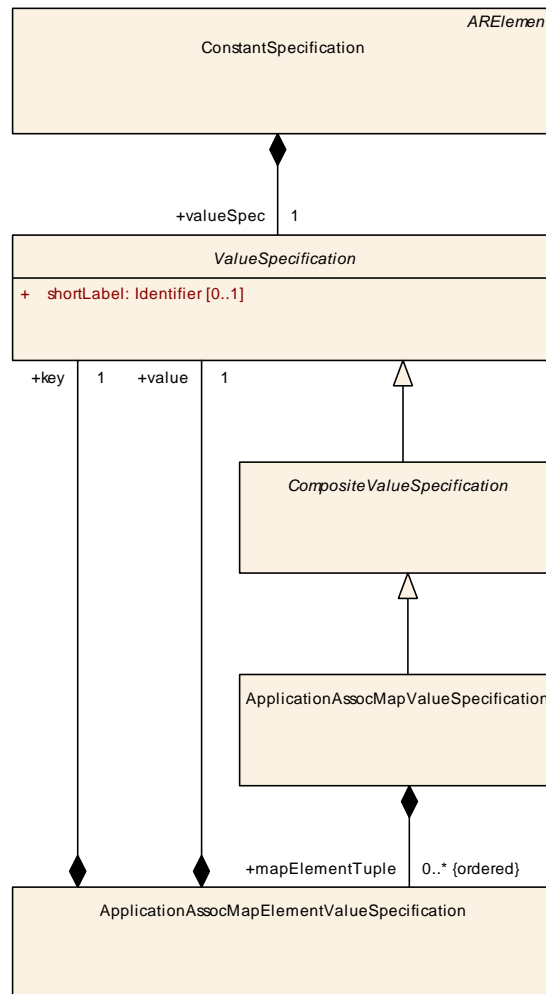 ARElemen
ConstantSpecification
+valueSpec 1
ValueSpecification
+ shortLabel: Identifier [0..1]
+key 1 +value 1
CompositeValueSpecification
ApplicationAssocMapValueSpecification
+mapElementTuple 0..* {ordered}
ApplicationAssocMapElementValueSpecification